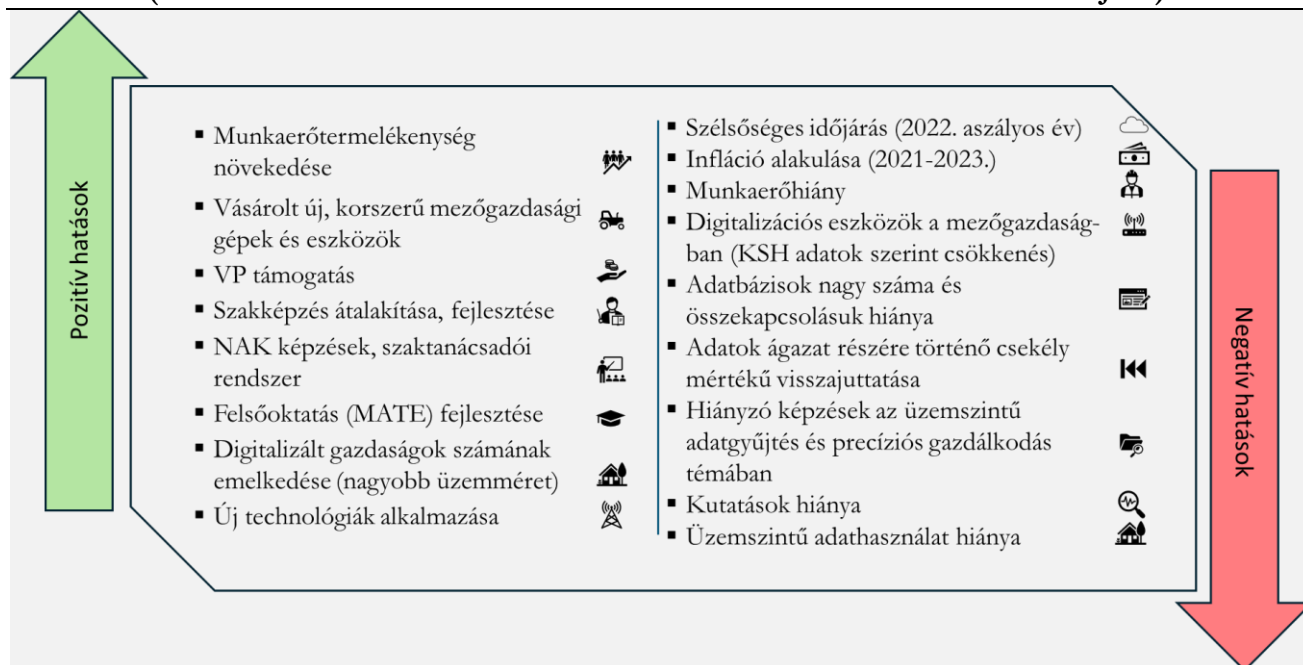 Pozitív hatások
▪ Munkaerőtermelékenység
növekedése
▪ Vásárolt új, korszerű mezőgazdasági
gépek és eszközök
▪ VP támogatás
▪ Szakképzés átalakítása, fejlesztése
▪ NAK képzések, szaktanácsadói
rendszer
▪ Felsőoktatás (MATE) fejlesztése
▪ Digitalizált gazdaságok számának
emelkedése (nagyobb üzemméret)
▪ Új technológiák alkalmazása
▪ Szélsőséges időjárás (2022. aszályos év)
▪ Infláció alakulása (2021-2023.)
▪ Munkaerőhiány
▪ Digitalizációs eszközök a mezőgazdaság-
ban (KSH adatok szerint csökkenés)
▪ Adatbázisok nagy száma és
összekapcsolásuk hiánya
▪ Adatok ágazat részére történő csekély
mértékű visszajuttatása
▪ Hiányzó képzések az üzemszintű
adatgyűjtés és precíziós gazdálkodás
témában
▪ Kutatások hiánya
▪ Üzemszintű adathasználat hiánya
Negatív hatások